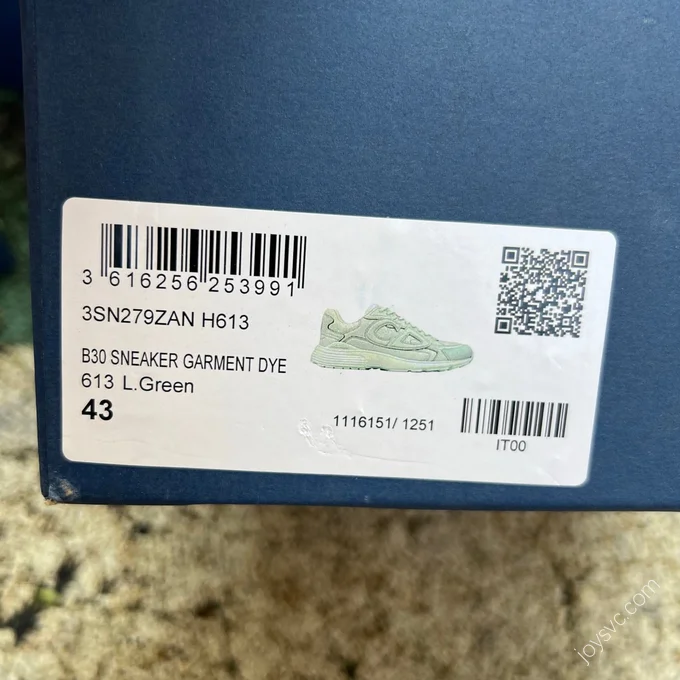 3 616256 253991
3SN279ZAN H613
B30 SNEAKER GARMENT DYE
613 L.Green
43
1116151/ 1251
IT00
joysvc.com